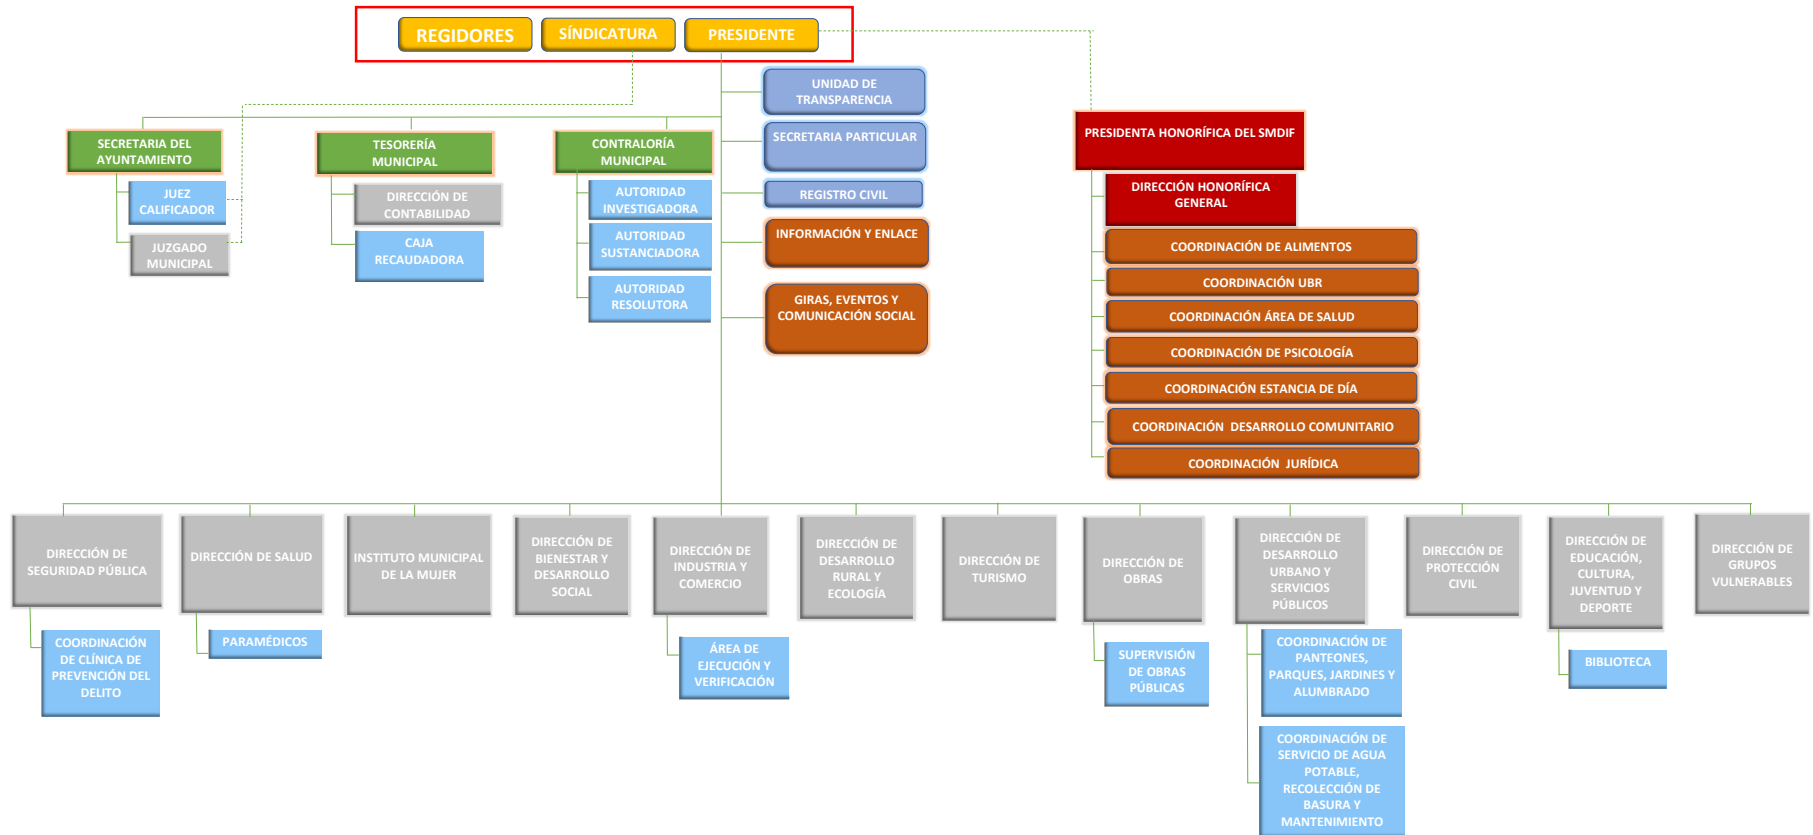 REGIDORES
SÍNDICATURA
PRESIDENTE
UNIDAD DE
TRANSPARENCIA
SECRETARIA PARTICULAR
REGISTRO CIVIL
INFORMACIÓN Y ENLACE
GIRAS, EVENTOS Y
COMUNICACIÓN SOCIAL
SECRETARIA DEL
AYUNTAMIENTO
JUEZ
CALIFICADOR
JUZGADO
MUNICIPAL
TESORERÍA
MUNICIPAL
DIRECCIÓN DE
CONTABILIDAD
CAJA
RECAUDADORA
CONTRALORÍA
MUNICIPAL
AUTORIDAD
INVESTIGADORA
AUTORIDAD
SUSTANCIADORA
AUTORIDAD
RESOLUTORA
PRESIDENTA HONORÍFICA DEL SMDIF
DIRECCIÓN HONORÍFICA
GENERAL
COORDINACIÓN DE ALIMENTOS
COORDINACIÓN UBR
COORDINACIÓN ÁREA DE SALUD
COORDINACIÓN DE PSICOLOGÍA
COORDINACIÓN ESTANCIA DE DÍA
COORDINACIÓN DESARROLLO COMUNITARIO
COORDINACIÓN JURÍDICA
DIRECCIÓN DE
SEGURIDAD PÚBLICA
COORDINACIÓN
DE CLÍNICA DE
PREVENCIÓN DEL
DELITO
DIRECCIÓN DE SALUD
PARAMÉDICOS
INSTITUTO MUNICIPAL
DE LA MUJER
DIRECCIÓN DE
BIENESTAR Y
DESARROLLO
SOCIAL
DIRECCIÓN DE
INDUSTRIA Y
COMERCIO
ÁREA DE
EJECUCIÓN Y
VERIFICACIÓN
DIRECCIÓN DE
DESARROLLO
RURAL Y
ECOLOGÍA
DIRECCIÓN DE
TURISMO
DIRECCIÓN DE
OBRAS
SUPERVISIÓN
DE OBRAS
PÚBLICAS
DIRECCIÓN DE
DESARROLLO
URBANO Y
SERVICIOS
PÚBLICOS
COORDINACIÓN DE
PANTEONES,
PARQUES, JARDINES Y
ALUMBRADO
COORDINACIÓN DE
SERVICIO DE AGUA
POTABLE,
RECOLECCIÓN DE
BASURA Y
MANTENIMIENTO
DIRECCIÓN DE
PROTECCIÓN
CIVIL
DIRECCIÓN DE
EDUCACIÓN,
CULTURA,
JUVENTUD Y
DEPORTE
BIBLIOTECA
DIRECCIÓN DE
GRUPOS
VULNERABLES